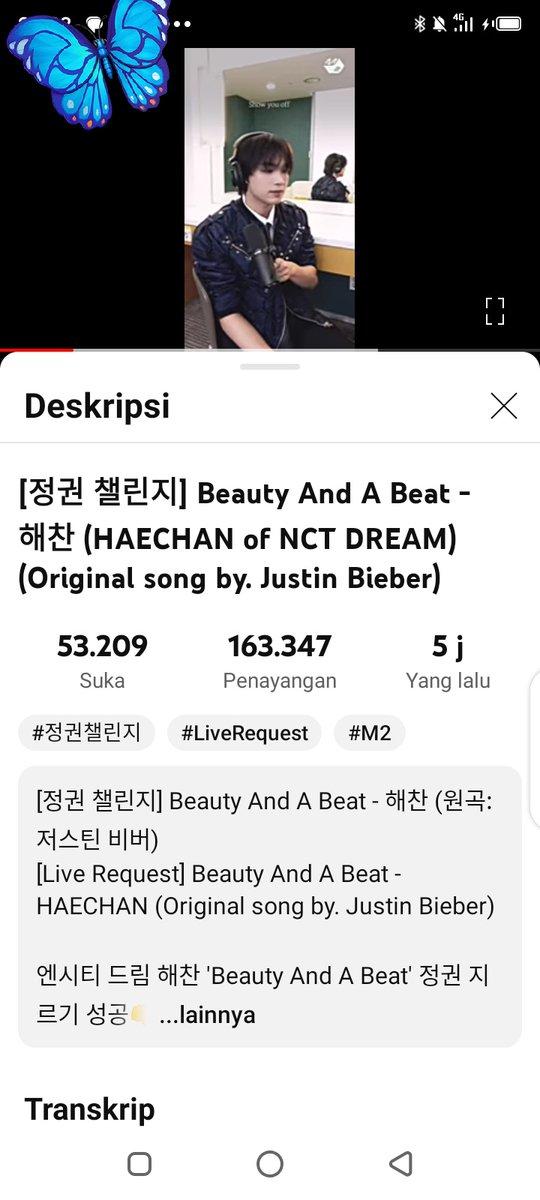 4G
Show you off
Deskripsi
[정권 챌린지] Beauty And A Beat -
해찬 (HAECHAN of NCT DREAM)
(Original song by. Justin Bieber)
53.209 163.347 5 j
Suka Penayangan Yang lalu
#정권챌린지 #LiveRequest #M2
[정권 챌린지] Beauty And A Beat - 해찬 (원곡:
저스틴 비버)
[Live Request] Beauty And A Beat -
HAECHAN (Original song by. Justin Bieber)
엔시티 드림 해찬 'Beauty And A Beat' 정권 지
르기 성공👊 ...lainnya
Transkrip